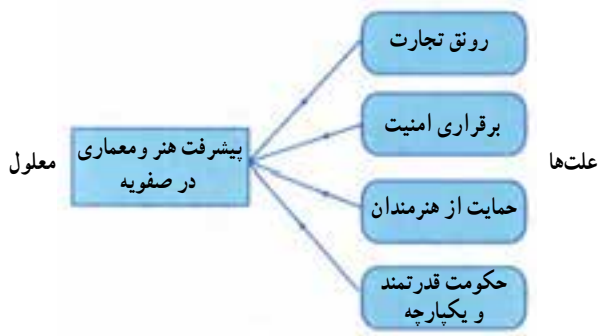 علت‌ها
رونق تجارت
برقراری امنیت
حمایت از هنرمندان
حکومت قدرتمند
و یکپارچه
پیشرفت هنر و معماری
در صفویه
معلول